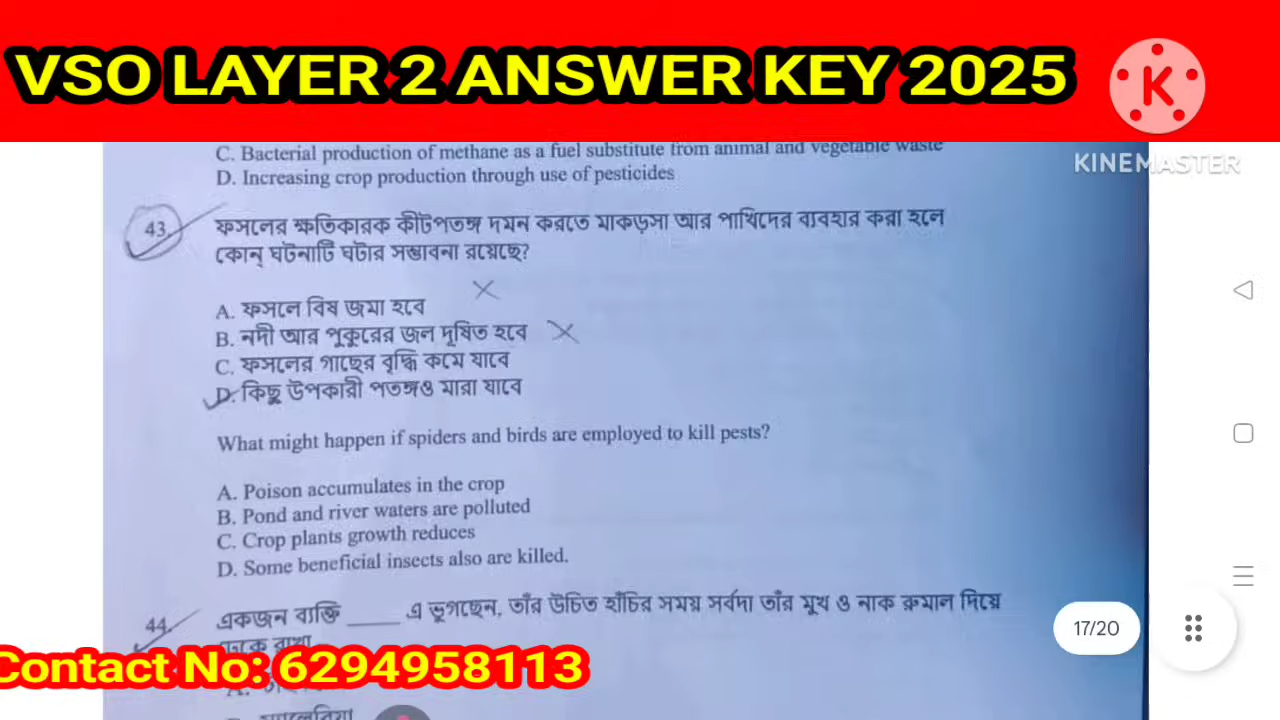 VSO LAYER 2 ANSWER KEY 2025
K
KINEMASTER
C. Bacterial production of methane as a fuel substitute from animal and vegetable waste
D. Increasing crop production through use of pesticides
43. ফসলের ক্ষতিকারক কীটপতঙ্গ দমন করতে মাকড়সা আর পাখিদের ব্যবহার করা হলে
কোন্ ঘটনাটি ঘটার সম্ভাবনা রয়েছে?
A. ফসলে বিষ জমা হবে
B. নদী আর পুকুরের জল দূষিত হবে
C. ফসলের গাছের বৃদ্ধি কমে যাবে
D. কিছু উপকারী পতঙ্গও মারা যাবে
What might happen if spiders and birds are employed to kill pests?
A. Poison accumulates in the crop
B. Pond and river waters are polluted
C. Crop plants growth reduces
D. Some beneficial insects also are killed.
44. একজন ব্যক্তি _____ এ ভুগছেন, তাঁর উচিত হাঁচির সময় সর্বদা তাঁর মুখ ও নাক রুমাল দিয়ে
ঢেকে রাখা
17/20
Contact No: 6294958113
A.
ম্যালেরিয়া